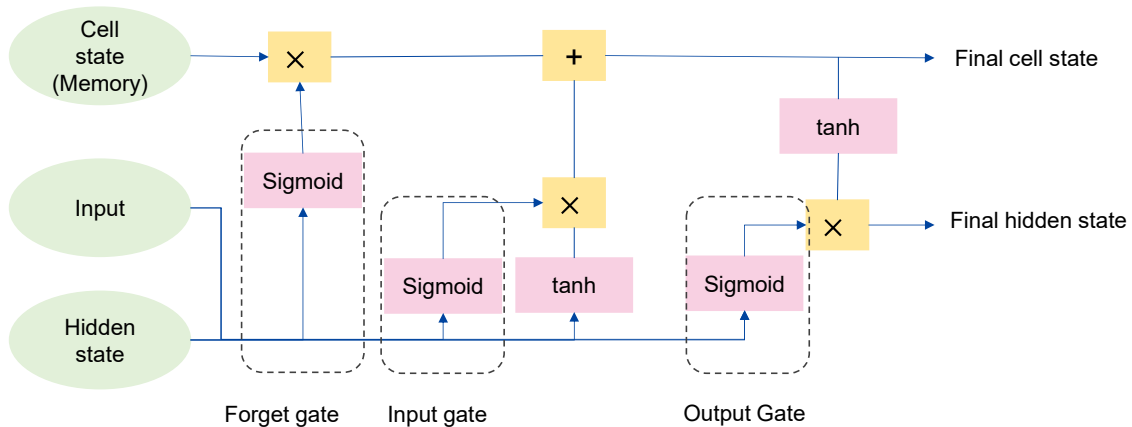 Cell
state
(Memory)
×
+
Final cell state
tanh
Sigmoid
Input
×
×
Final hidden state
Sigmoid
tanh
Sigmoid
Hidden
state
Forget gate
Input gate
Output Gate